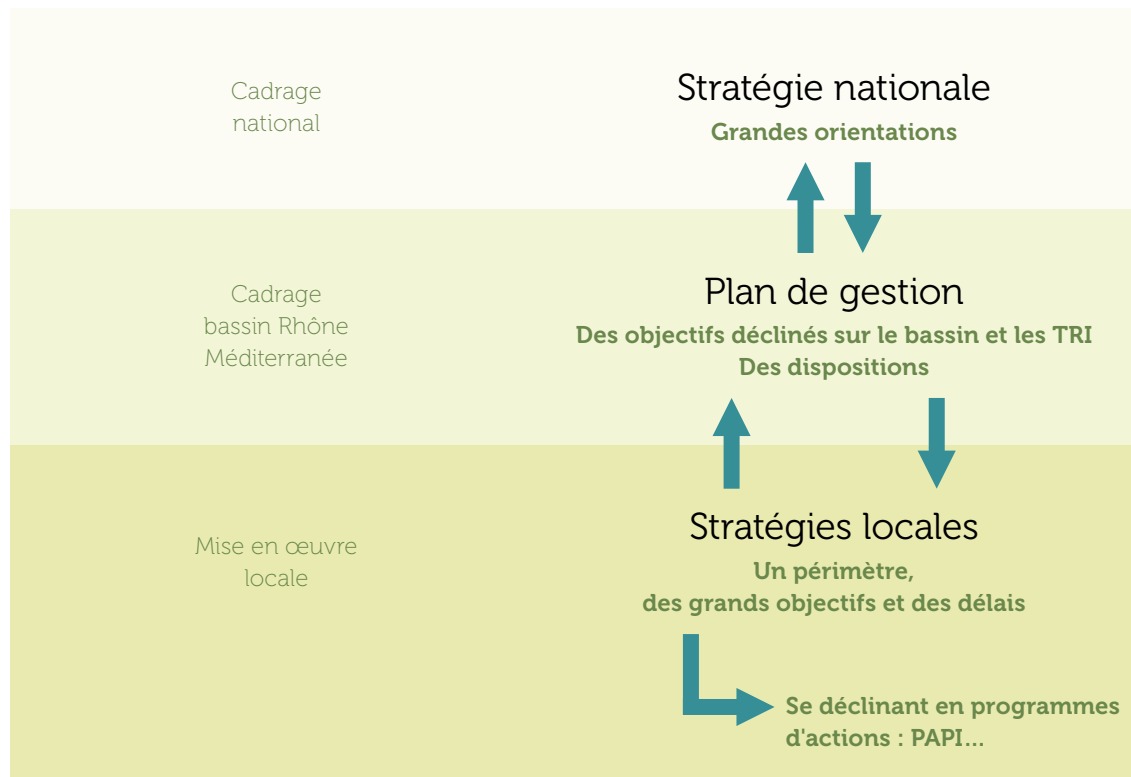 Cadrage
national
Stratégie nationale
Grandes orientations
Cadrage
bassin Rhône
Méditerranée
Plan de gestion
Des objectifs déclinés sur le bassin et les TRI
Des dispositions
Mise en œuvre
locale
Stratégies locales
Un périmètre,
des grands objectifs et des délais
Se déclinant en programmes
d'actions : PAPI...